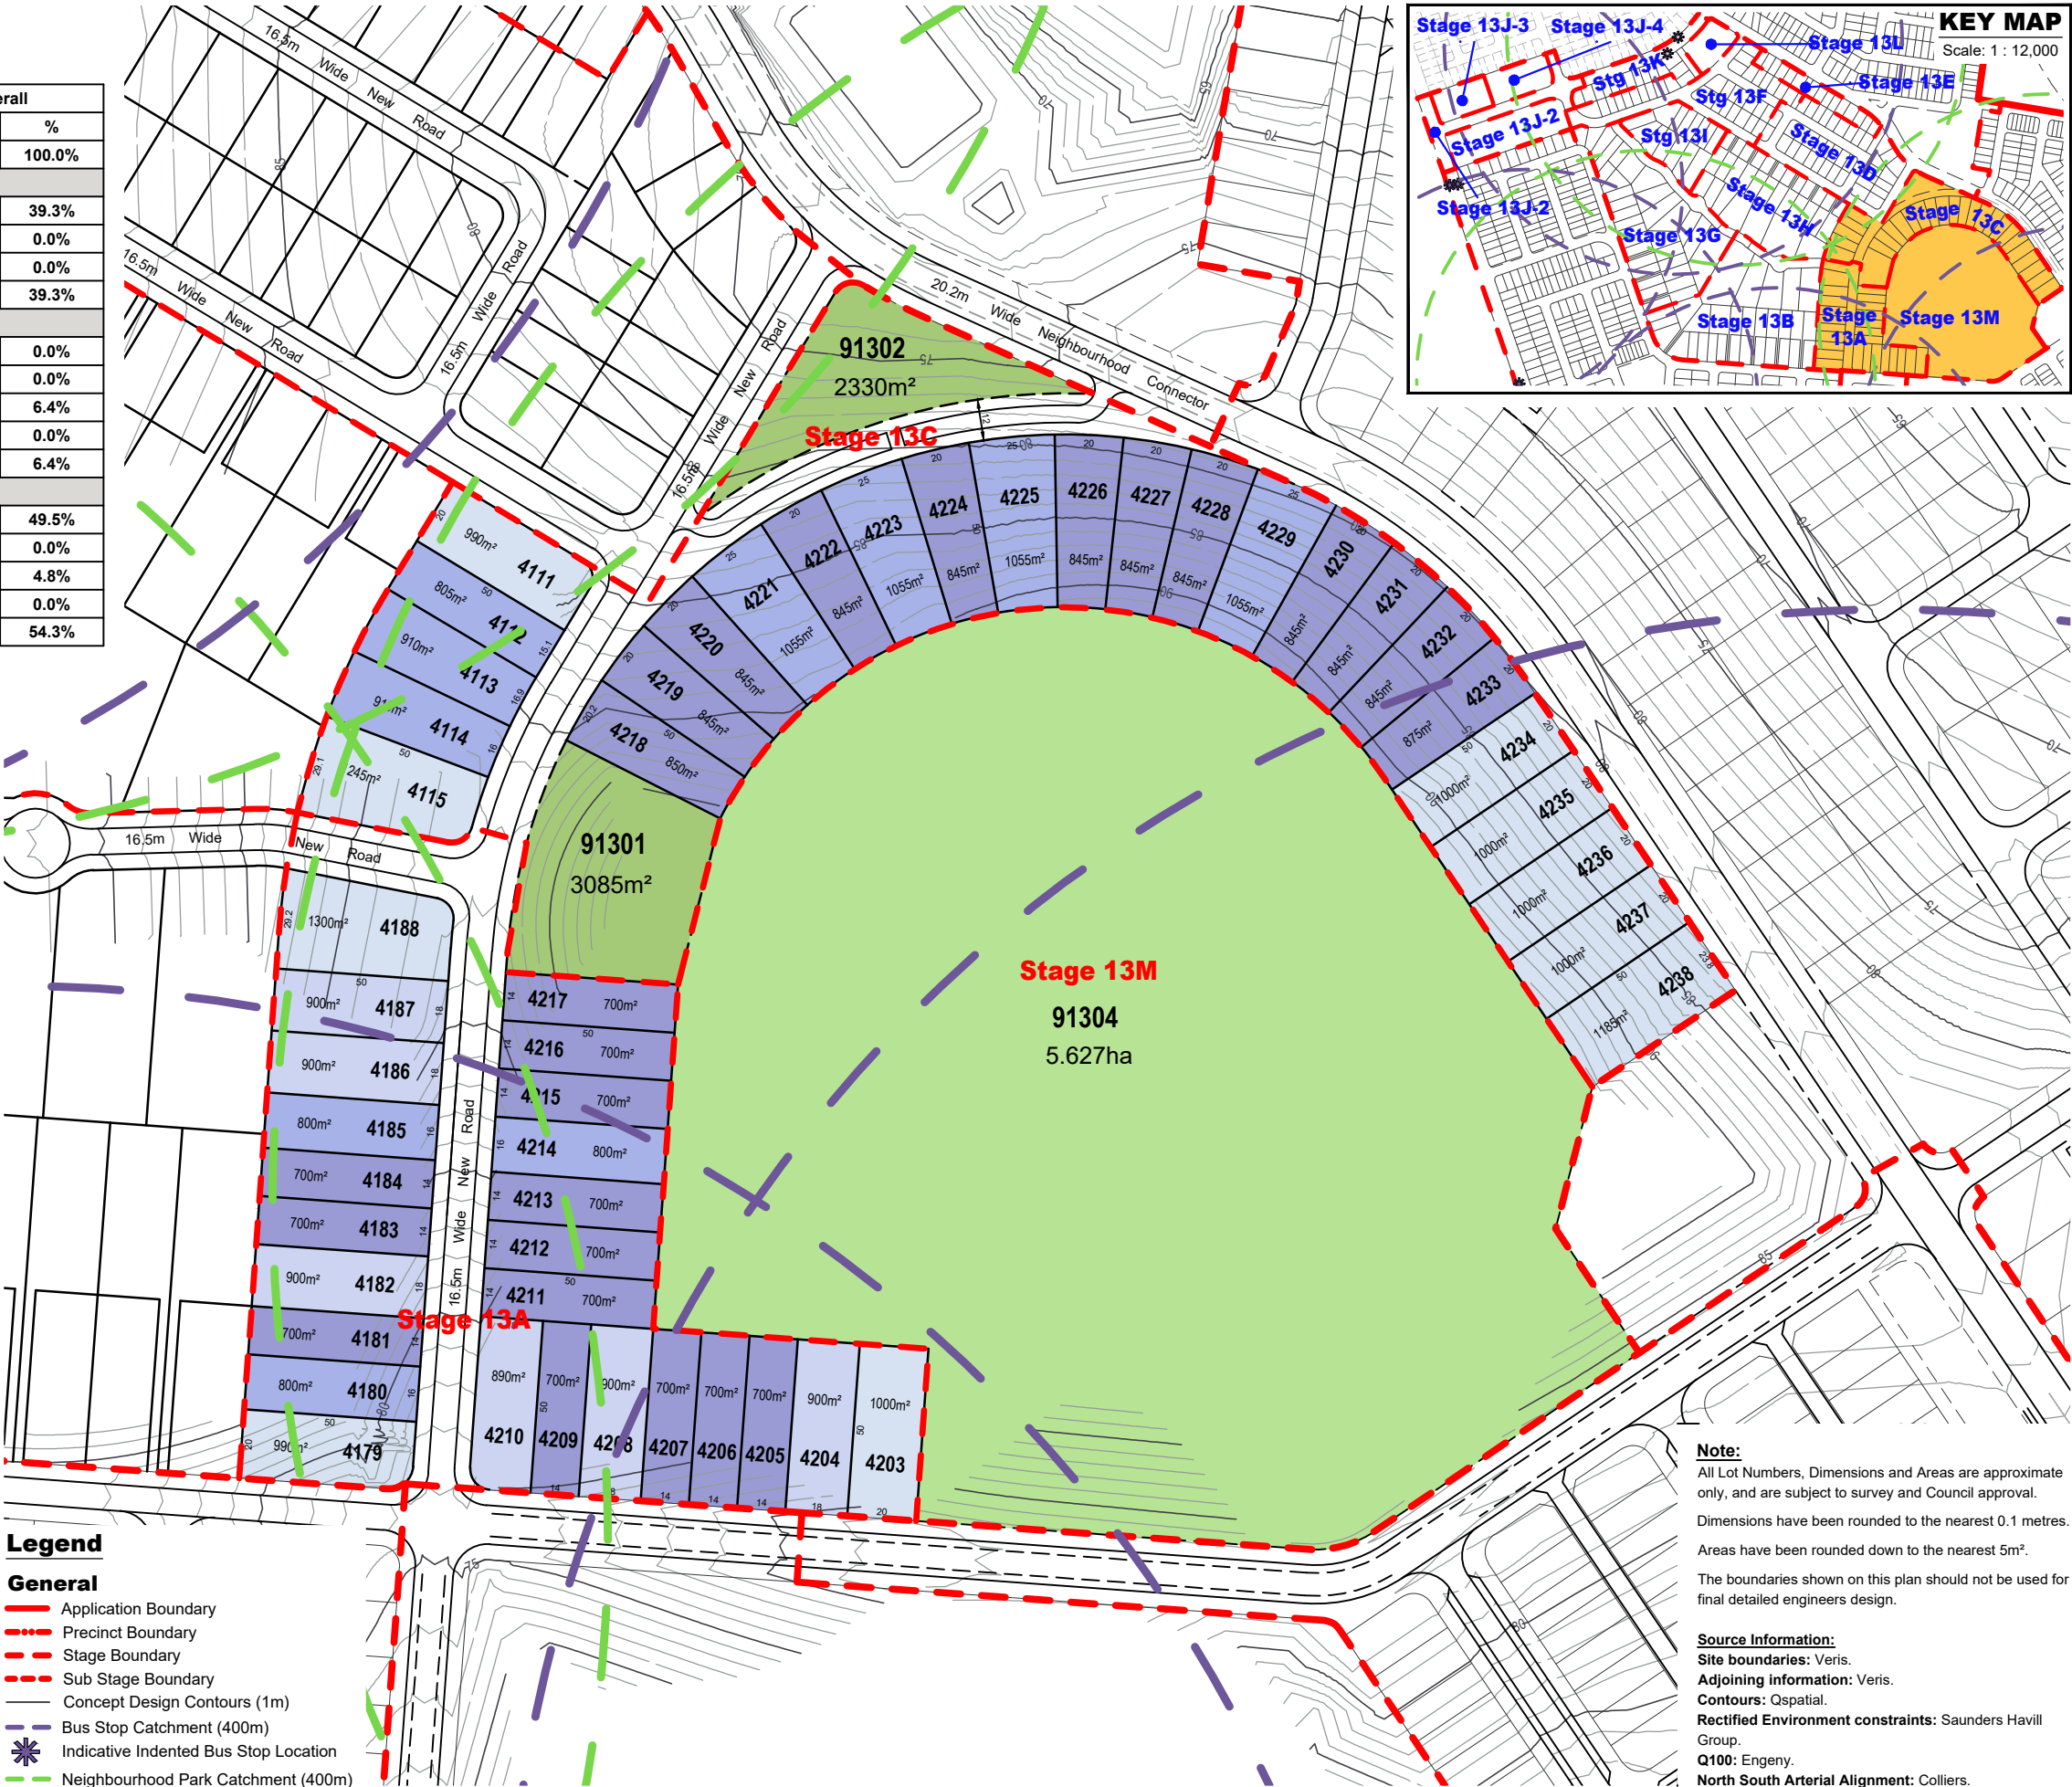 erall
%
100.0%
39.3%
0.0%
0.0%
39.3%
0.0%
0.0%
6.4%
0.0%
6.4%
49.5%
0.0%
4.8%
0.0%
54.3%
KEY MAP
Scale: 1 : 12,000
Stage 13J-3
Stage 13J-4
Stage 13L
Stg 13K
Stage 13E
Stg 13F
Stage 13J-2
Stg 13I
Stage 13D
Stage 13J-2
Stage 13H
Stage 13C
Stage 13G
Stage 13B
Stage 13A
Stage 13M
16.5m Wide New Road
16.5m Wide New Road
16.5m Wide New Road
16.5m Wide New Road
20.2m Wide Neighbourhood Connector
16.5m Wide New Road
16.5m Wide New Road
91302
2330m²
Stage 13C
12
4111
990m²
4112
805m²
4113
910m²
4114
4115
91301
3085m²
4218
850m²
4219
845m²
4220
845m²
4221
1055m²
4222
845m²
4223
1055m²
4224
845m²
4225
1055m²
4226
845m²
4227
845m²
4228
845m²
4229
1055m²
4230
845m²
4231
845m²
4232
845m²
4233
875m²
4234
1000m²
4235
1000m²
4236
1000m²
4237
1000m²
4238
1185m²
Stage 13M
91304
5.627ha
1300m² 4188
900m² 4187
900m² 4186
800m² 4185
700m² 4184
700m² 4183
900m² 4182
700m² 4181
800m² 4180
4179
4217 700m²
4216 700m²
4215 700m²
4214 800m²
4213 700m²
4212 700m²
4211 700m²
Stage 13A
890m² 700m² 900m² 700m² 700m² 700m² 900m² 1000m²
4210 4209 4208 4207 4206 4205 4204 4203
Legend
General
Application Boundary
Precinct Boundary
Stage Boundary
Sub Stage Boundary
Concept Design Contours (1m)
Bus Stop Catchment (400m)
Indicative Indented Bus Stop Location
Neighbourhood Park Catchment (400m)
Note:
All Lot Numbers, Dimensions and Areas are approximate
only, and are subject to survey and Council approval.
Dimensions have been rounded to the nearest 0.1 metres.
Areas have been rounded down to the nearest 5m².
The boundaries shown on this plan should not be used for
final detailed engineers design.
Source Information:
Site boundaries: Veris.
Adjoining information: Veris.
Contours: Qspatial.
Rectified Environment constraints: Saunders Havill
Group.
Q100: Engeny.
North South Arterial Alignment: Colliers.